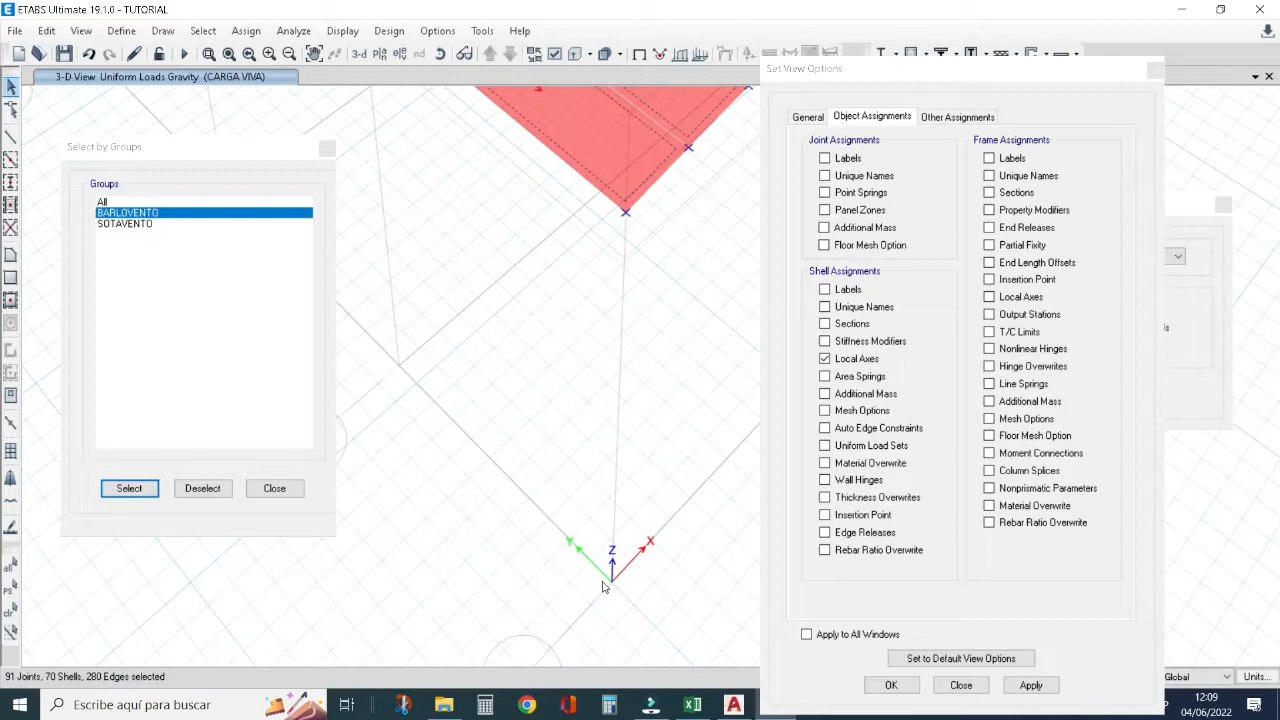 ETABS Ultimate 19.1.0 - TUTORIAL
File Edit View Define Draw Select Assign Analyze Display Design Options Tools Help
3-d
nd
3-D View Uniform Loads Gravity (CARGA VIVA)
Select by Groups
Groups
All
BARLOVENTO
SOTAVENTO
Select Deselect Close
Y Z X
all
PS
clr
Set View Options
General Object Assignments Other Assignments
Joint Assignments
Labels
Unique Names
Point Springs
Panel Zones
Additional Mass
Floor Mesh Option
Shell Assignments
Labels
Unique Names
Sections
Stiffness Modifiers
Local Axes
Area Springs
Additional Mass
Mesh Options
Auto Edge Constraints
Uniform Load Sets
Material Overwrite
Wall Hinges
Thickness Overwrites
Insertion Point
Edge Releases
Rebar Ratio Overwrite
Frame Assignments
Labels
Unique Names
Sections
Property Modifiers
End Releases
Partial Fixity
End Length Offsets
Insertion Point
Local Axes
Output Stations
T/C Limits
Nonlinear Hinges
Hinge Overwrites
Line Springs
Additional Mass
Mesh Options
Floor Mesh Option
Moment Connections
Column Splices
Nonprismatic Parameters
Material Overwrite
Rebar Ratio Overwrite
Apply to All Windows
Set to Default View Options
OK Close Apply
91 Joints, 70 Shells, 280 Edges selected
Global Units...
Escribe aquí para buscar
12:09
04/06/2022